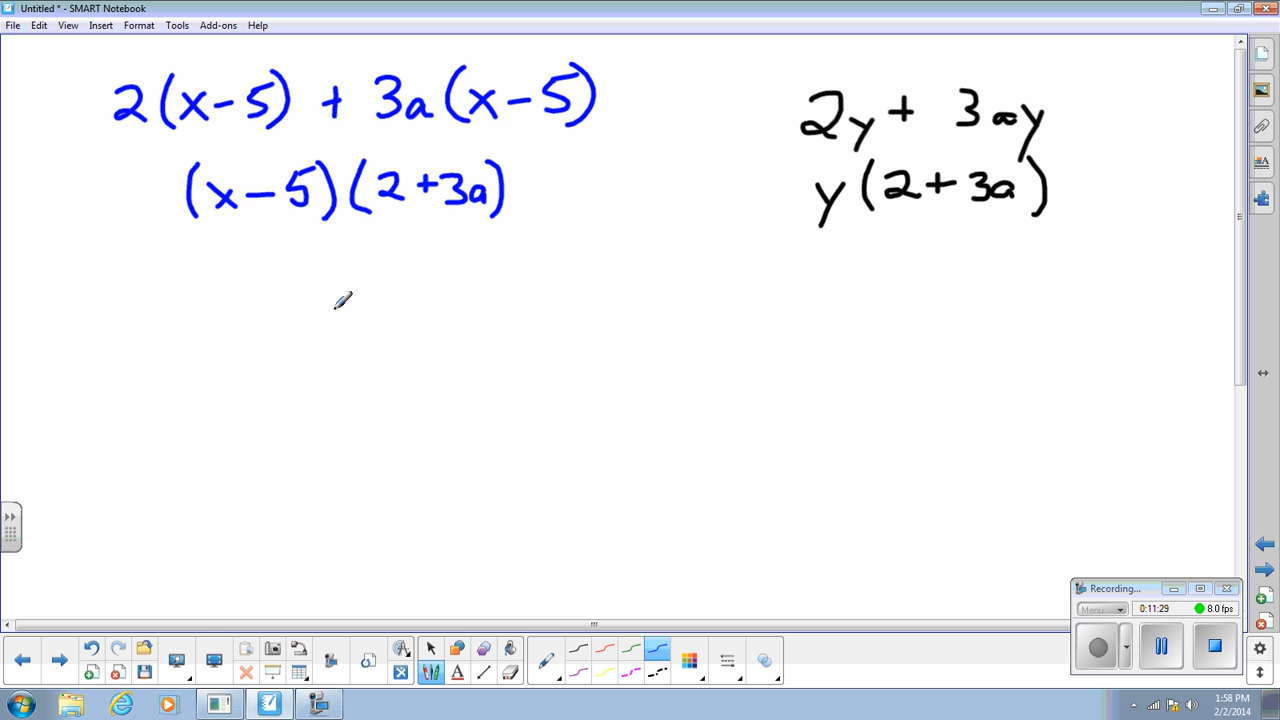 Untitled * - SMART Notebook
File Edit View Insert Format Tools Add-ons Help
2(x-5) + 3a(x-5)
(x-5)(2+3a)
2y + 3ay
y(2+3a)
Recording...
Menu 0:11:29 8.0 fps
1:58 PM
2/2/2014